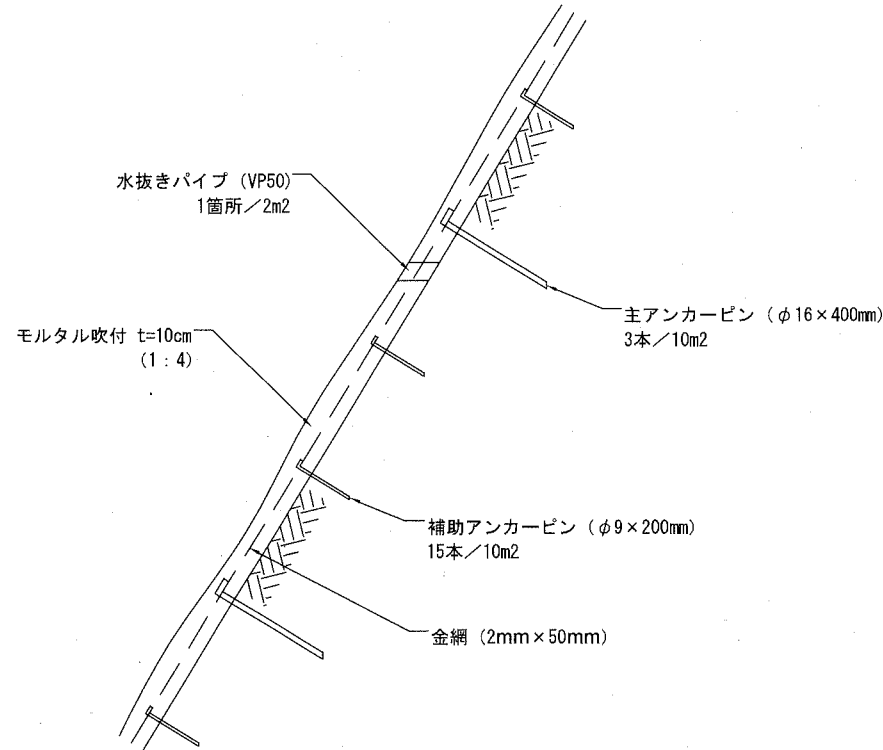 水抜きパイプ (VP50)
1箇所／2m2
主アンカーピン (φ16×400mm)
3本／10m2
モルタル吹付 t=10cm
(1：4)
補助アンカーピン (φ9×200mm)
15本／10m2
金網 (2mm×50mm)